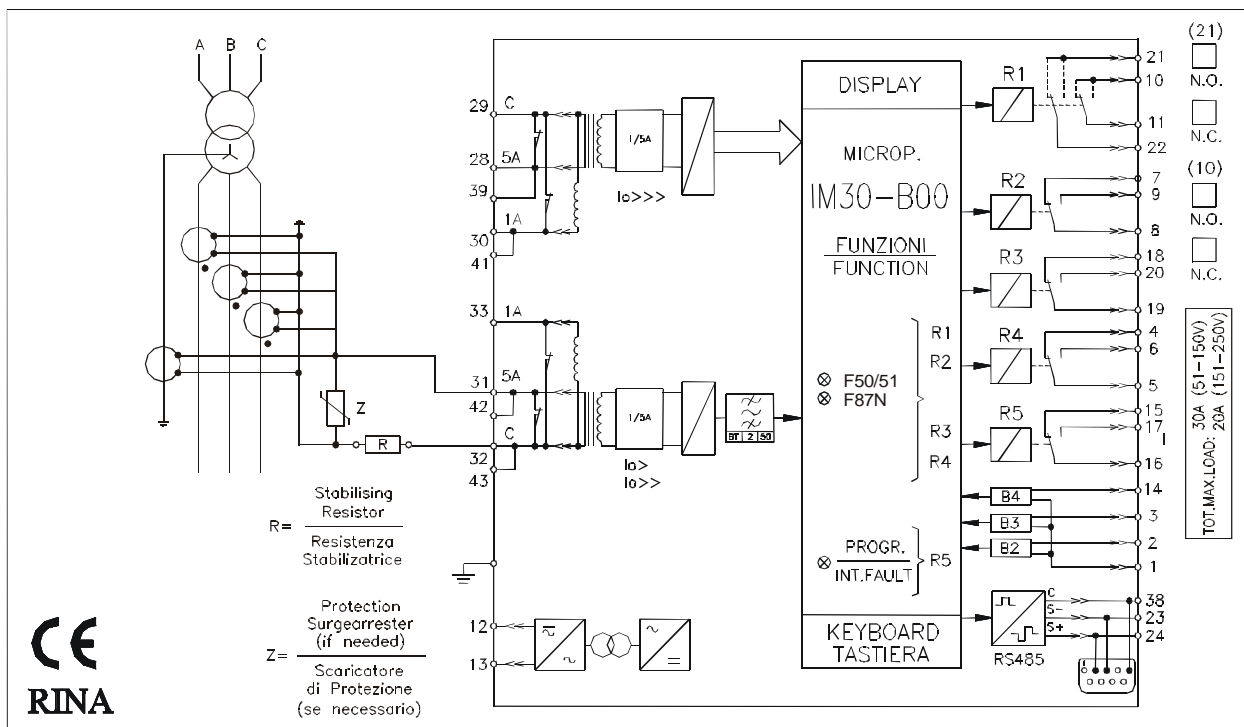 A B C
29 C
28 5A
39
1A
30
41
33 1A
31 5A
42
C
32
43
12
13
1/5A
Io>>>
1/5A
Io>
Io>>
BT 2 50
Z
R
R= Stabilising
Resistor
Resistenza
Stabilizatrice
Z= Protection
Surgearrester
(if needed)
Scaricatore
di Protezione
(se necessario)
CE
RINA
DISPLAY
MICROP.
IM30-B00
FUNZIONI
FUNCTION
R1
R2
F50/51
F87N
R3
R4
PROGR.
INT.FAULT
R5
KEYBOARD
TASTIERA
R1
R2
R3
R4
R5
B4
B3
B2
RS485
C
S-
S+
21
10
11
22
7
9
8
18
20
19
4
6
5
15
17
I
16
14
3
2
1
38
23
24
1
(21)
N.O.
N.C.
(10)
N.O.
N.C.
TOT.MAX.LOAD: 30A (51-150V)
20A (151-250V)